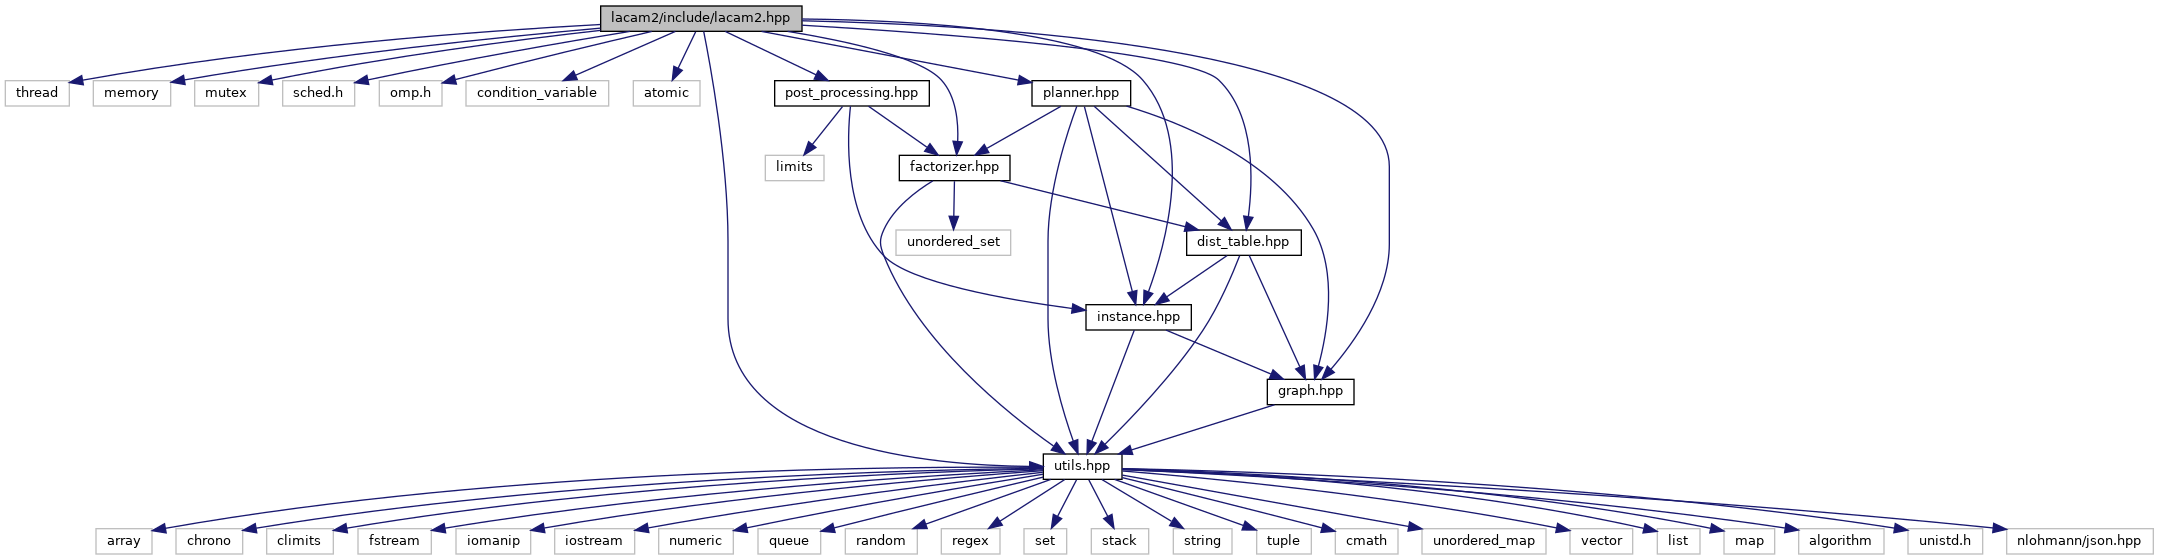 lacam2/include/lacam2.hpp
thread
memory
mutex
sched.h
omp.h
condition_variable
atomic
post_processing.hpp
planner.hpp
limits
factorizer.hpp
unordered_set
dist_table.hpp
instance.hpp
graph.hpp
utils.hpp
array
chrono
climits
fstream
iomanip
iostream
numeric
queue
random
regex
set
stack
string
tuple
cmath
unordered_map
vector
list
map
algorithm
unistd.h
nlohmann/json.hpp